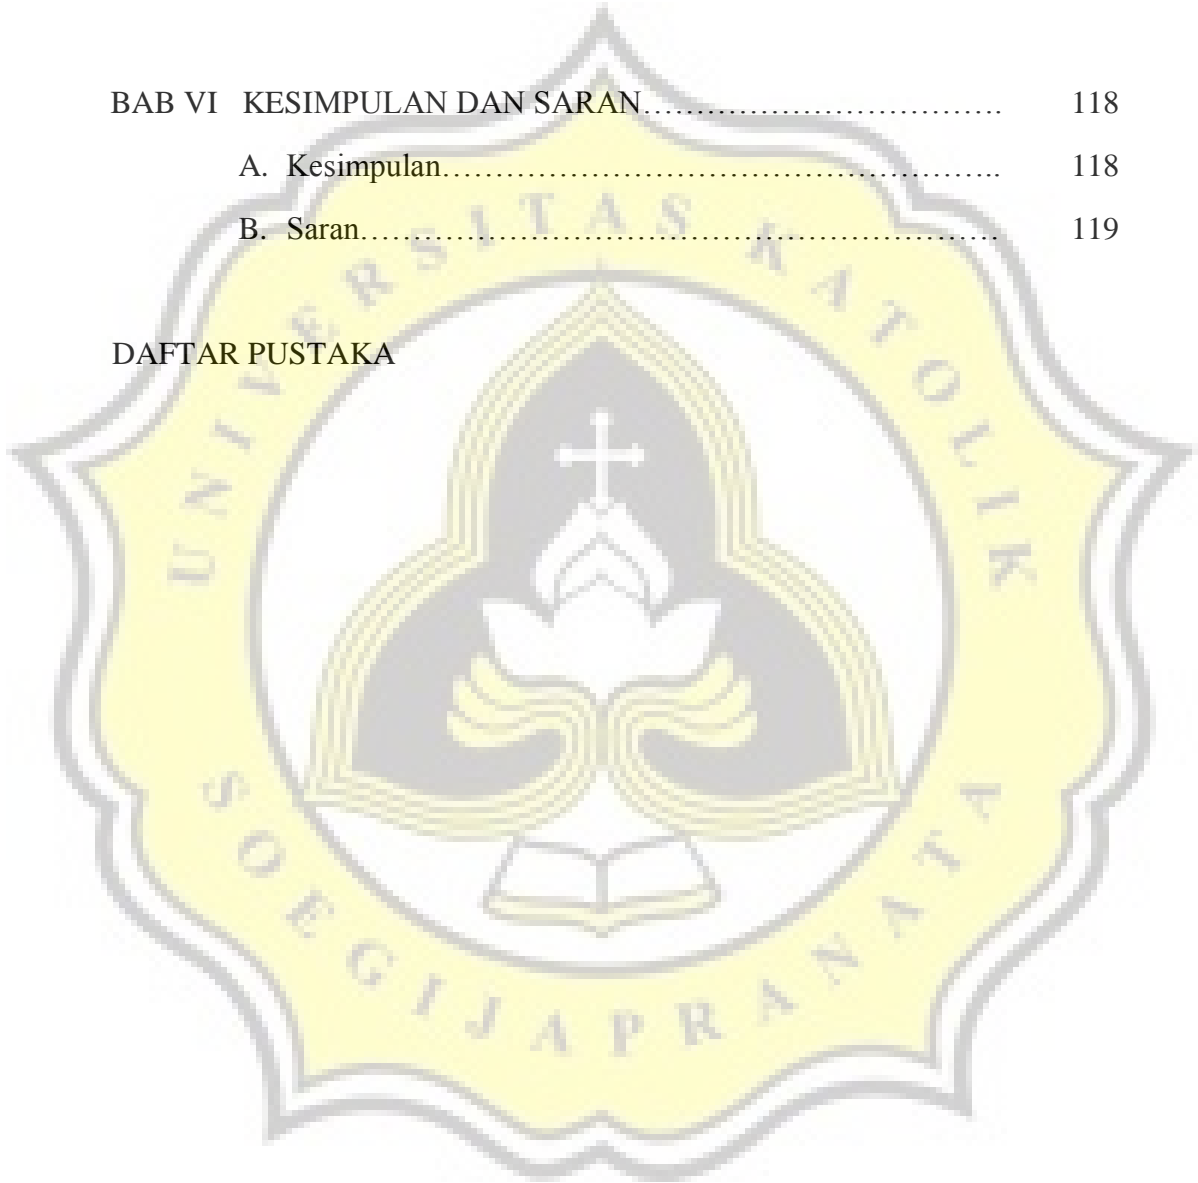 BAB VI KESIMPULAN DAN SARAN……………………………. 118
A. Kesimpulan…………………………………………….. 118
B. Saran…………………………………………………. 119
DAFTAR PUSTAKA
UNIVERSITAS KATOLIK
SOEGIJAPRANATA